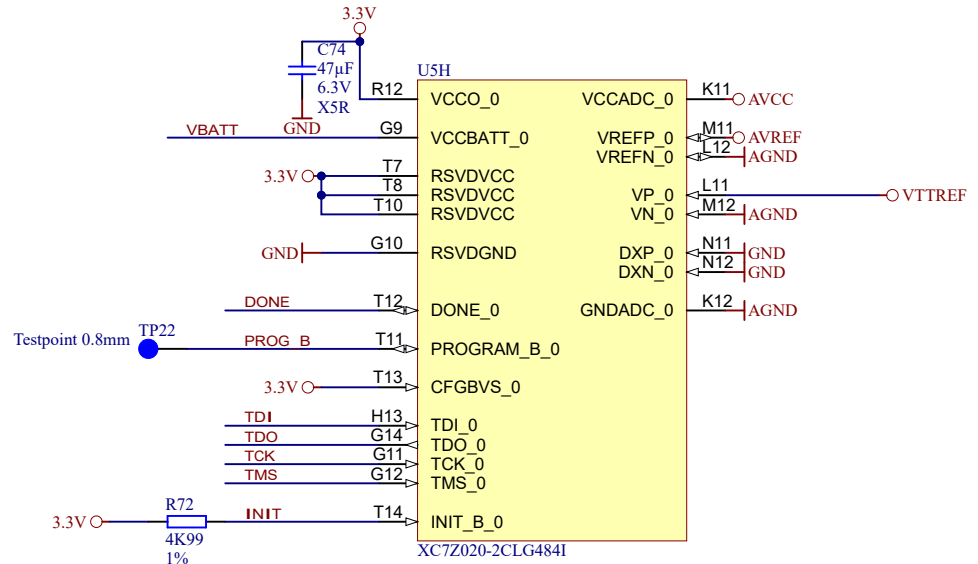 3.3V
C74
47µF
6.3V
X5R
GND
U5H
R12
VCCO_0
VCCADC_0
K11
AVCC
VBATT
G9
VCCBATT_0
VREFP_0
M11
AVREF
VREFN_0
L12
AGND
3.3V
T7
RSVDVCC
T8
RSVDVCC
VP_0
L11
VTTREF
T10
RSVDVCC
VN_0
M12
AGND
GND
G10
RSVDGND
DXP_0
N11
GND
DXN_0
N12
GND
DONE
T12
DONE_0
GNDADC_0
K12
AGND
Testpoint 0.8mm
TP22
PROG_B
T11
PROGRAM_B_0
3.3V
T13
CFGBVS_0
TDI
H13
TDI_0
TDO
G14
TDO_0
TCK
G11
TCK_0
TMS
G12
TMS_0
3.3V
R72
4K99
1%
INIT
T14
INIT_B_0
XC7Z020-2CLG484I